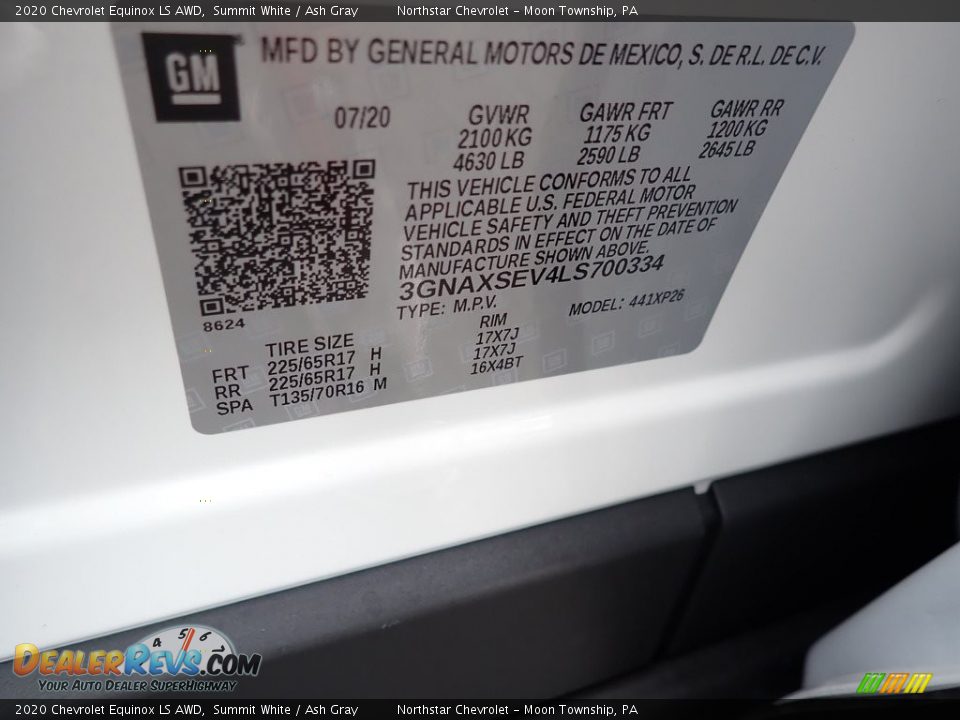 2020 Chevrolet Equinox LS AWD, Summit White / Ash Gray Northstar Chevrolet - Moon Township, PA
GM
MFD BY GENERAL MOTORS DE MEXICO, S. DE R.L. DE C.V.
07/20 GVWR GAWR FRT GAWR RR
2100 KG 1175 KG 1200 KG
4630 LB 2590 LB 2645 LB
THIS VEHICLE CONFORMS TO ALL
APPLICABLE U.S. FEDERAL MOTOR
VEHICLE SAFETY AND THEFT PREVENTION
STANDARDS IN EFFECT ON THE DATE OF
MANUFACTURE SHOWN ABOVE.
3GNAXSEV4LS700334
TYPE: M.P.V. MODEL: 441XP26
8624
TIRE SIZE RIM
FRT 225/65R17 H 17X7J
RR 225/65R17 H 17X7J
SPA T135/70R16 M 16X4BT
4 5 6
DEALERREVS.COM
YOUR AUTO DEALER SUPERHIGHWAY
2020 Chevrolet Equinox LS AWD, Summit White / Ash Gray Northstar Chevrolet - Moon Township, PA